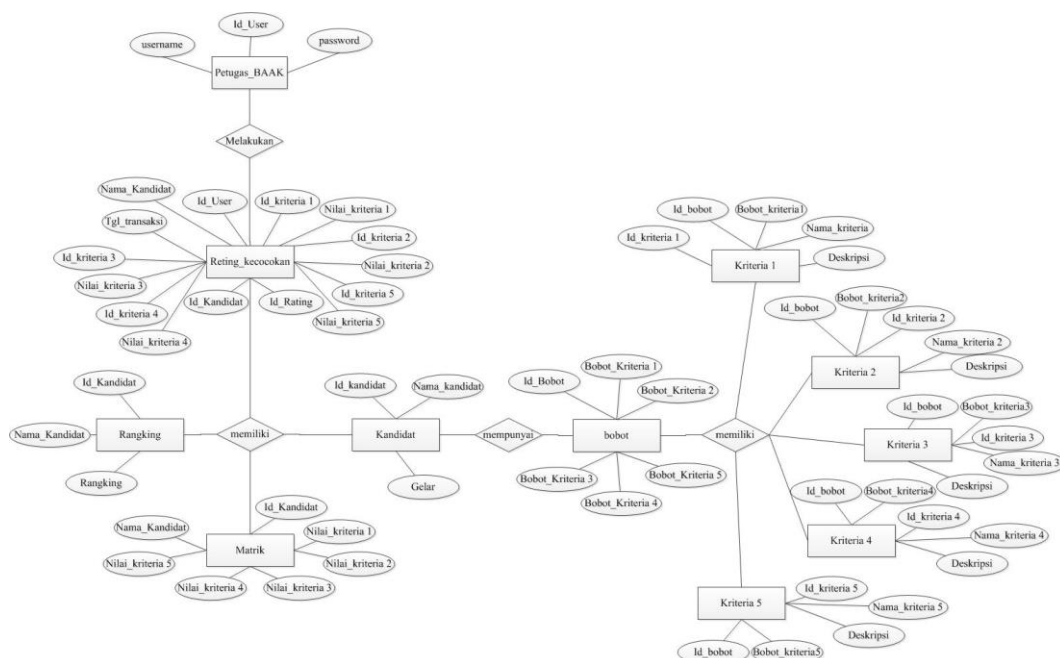 Id_User
username
password
Petugas_BAAK
Melakukan
Nama_Kandidat
Id_User
Id_kriteria 1
Nilai_kriteria 1
Tgl_transaksi
Id_kriteria 2
Id_kriteria 3
Reting_kecocokan
Nilai_kriteria 2
Nilai_kriteria 3
Id_kriteria 5
Id_kriteria 4
Id_Kandidat
Id_Rating
Nilai_kriteria 5
Nilai_kriteria 4
Id_Kandidat
Nama_Kandidat
Rangking
Rangking
memiliki
Id_kandidat
Nama_kandidat
Kandidat
Gelar
mempunyai
Id_Kandidat
Nama_Kandidat
Nilai_kriteria 1
Matrik
Nilai_kriteria 5
Nilai_kriteria 2
Nilai_kriteria 4
Nilai_kriteria 3
Bobot_Kriteria 1
Id_Bobot
Bobot_Kriteria 2
bobot
Bobot_Kriteria 3
Bobot_Kriteria 5
Bobot_Kriteria 4
memiliki
Id_bobot
Bobot_kriteria1
Nama_kriteria
Id_kriteria 1
Kriteria 1
Deskripsi
Bobot_kriteria2
Id_bobot
Id_kriteria 2
Nama_kriteria 2
Kriteria 2
Deskripsi
Id_bobot
Bobot_kriteria3
Id_kriteria 3
Kriteria 3
Nama_kriteria 3
Deskripsi
Id_bobot
Bobot_kriteria4
Id_kriteria 4
Nama_kriteria 4
Kriteria 4
Deskripsi
Id_kriteria 5
Kriteria 5
Nama_kriteria 5
Deskripsi
Id_bobot
Bobot_kriteria5